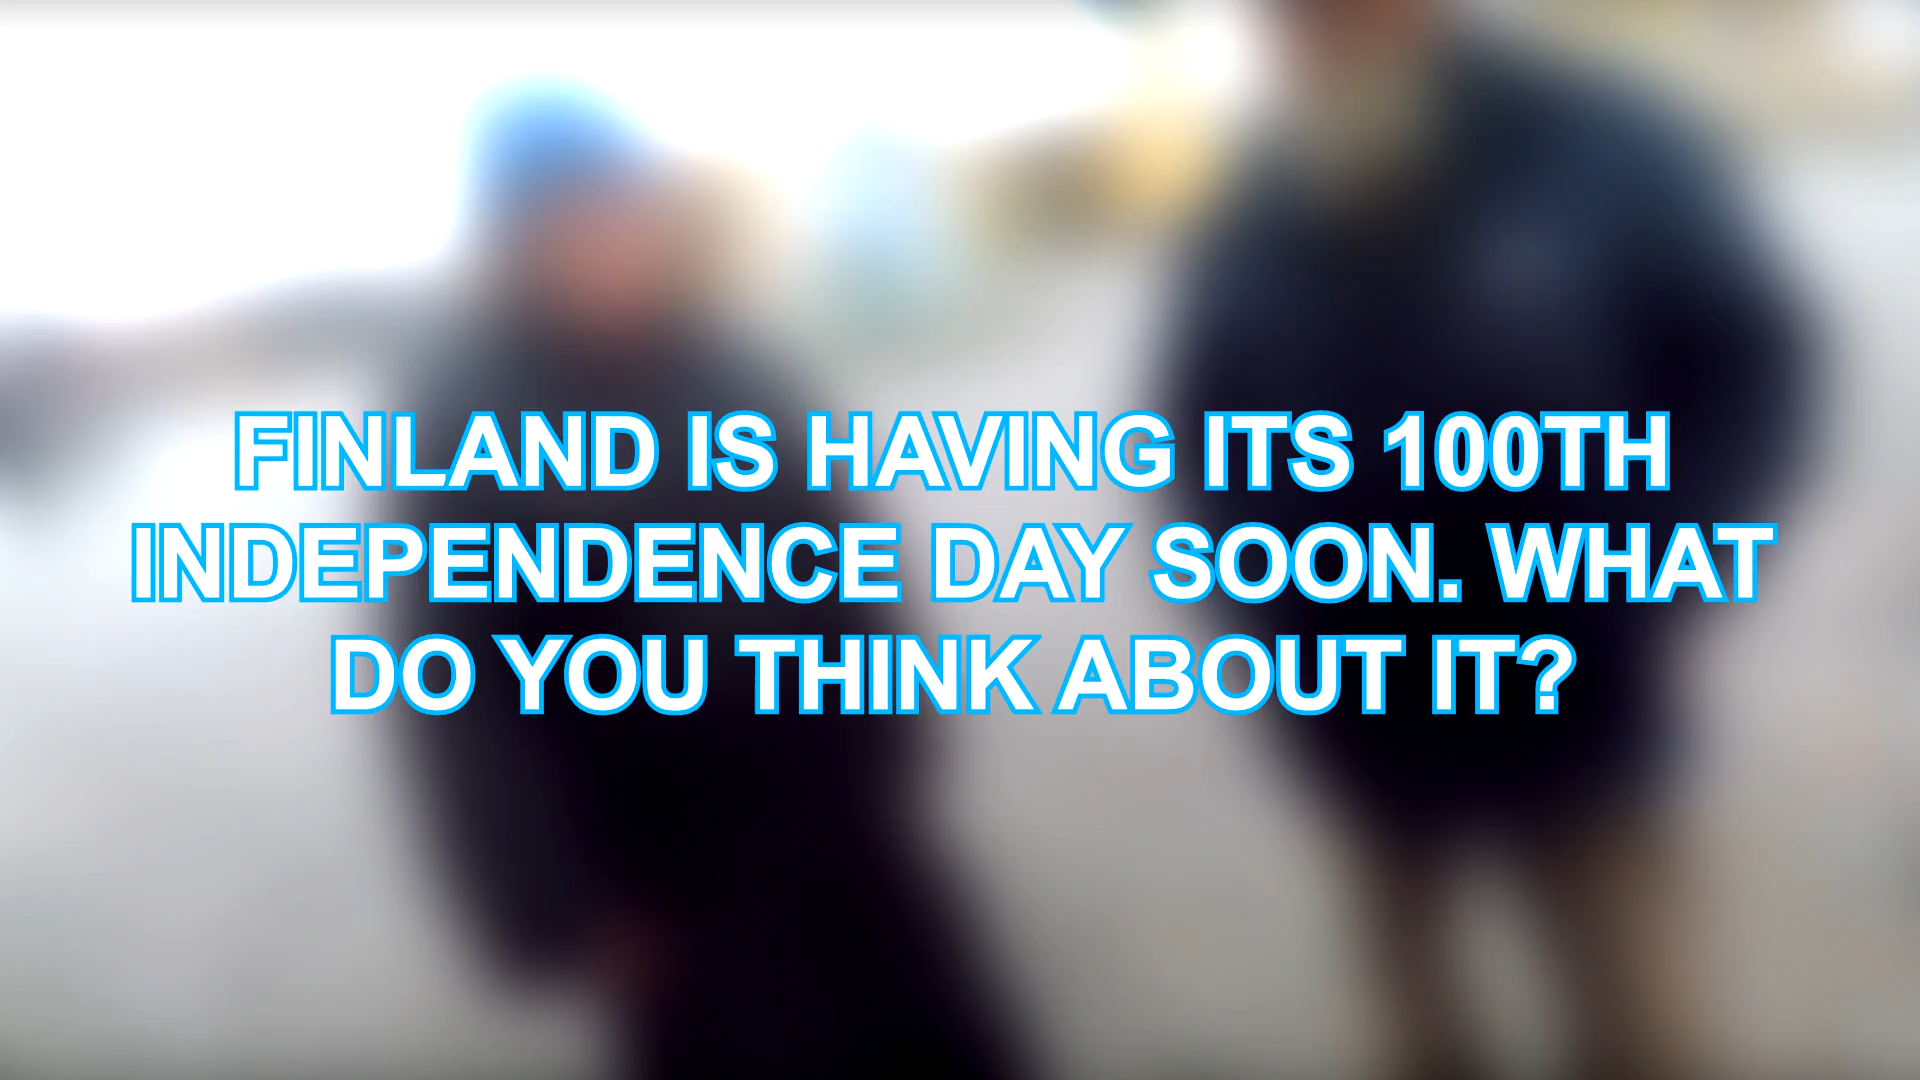 FINLAND IS HAVING ITS 100TH
INDEPENDENCE DAY SOON. WHAT
DO YOU THINK ABOUT IT?